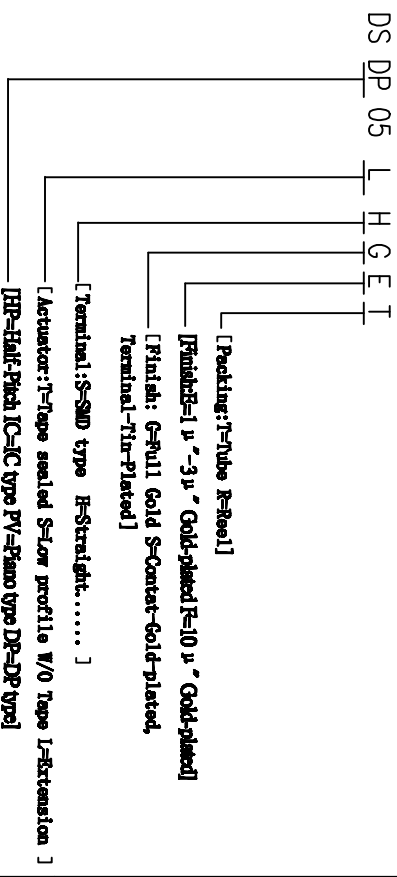 DS DP 05 L H G E T
[Packing:T=Tube R=Reel]
[Finish:E=1μ"-3μ" Gold-plated F=10μ" Gold-plated]
[Finish: G=Full Gold S=Contat-Gold-plated,
Terminal-Tin-Plated]
[Terminal:S=SMD type H=Straight...... ]
[Actuator:T=Tape sealed S=Low profile W/O Tape L=Extension ]
[HP=Half-Pitch IC=IC type PV=Piano type DP=DP type]